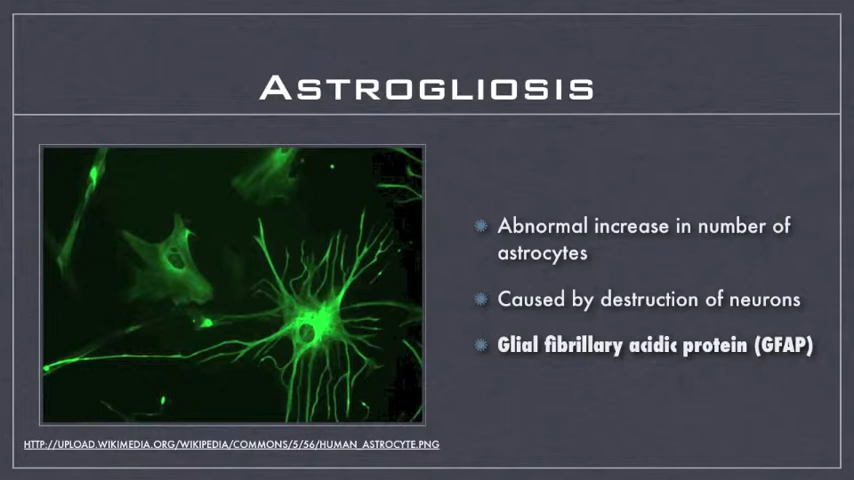 ASTROGLIOSIS
Abnormal increase in number of
astrocytes
Caused by destruction of neurons
Glial fibrillary acidic protein (GFAP)
HTTP://UPLOAD.WIKIMEDIA.ORG/WIKIPEDIA/COMMONS/5/56/HUMAN_ASTROCYTE.PNG